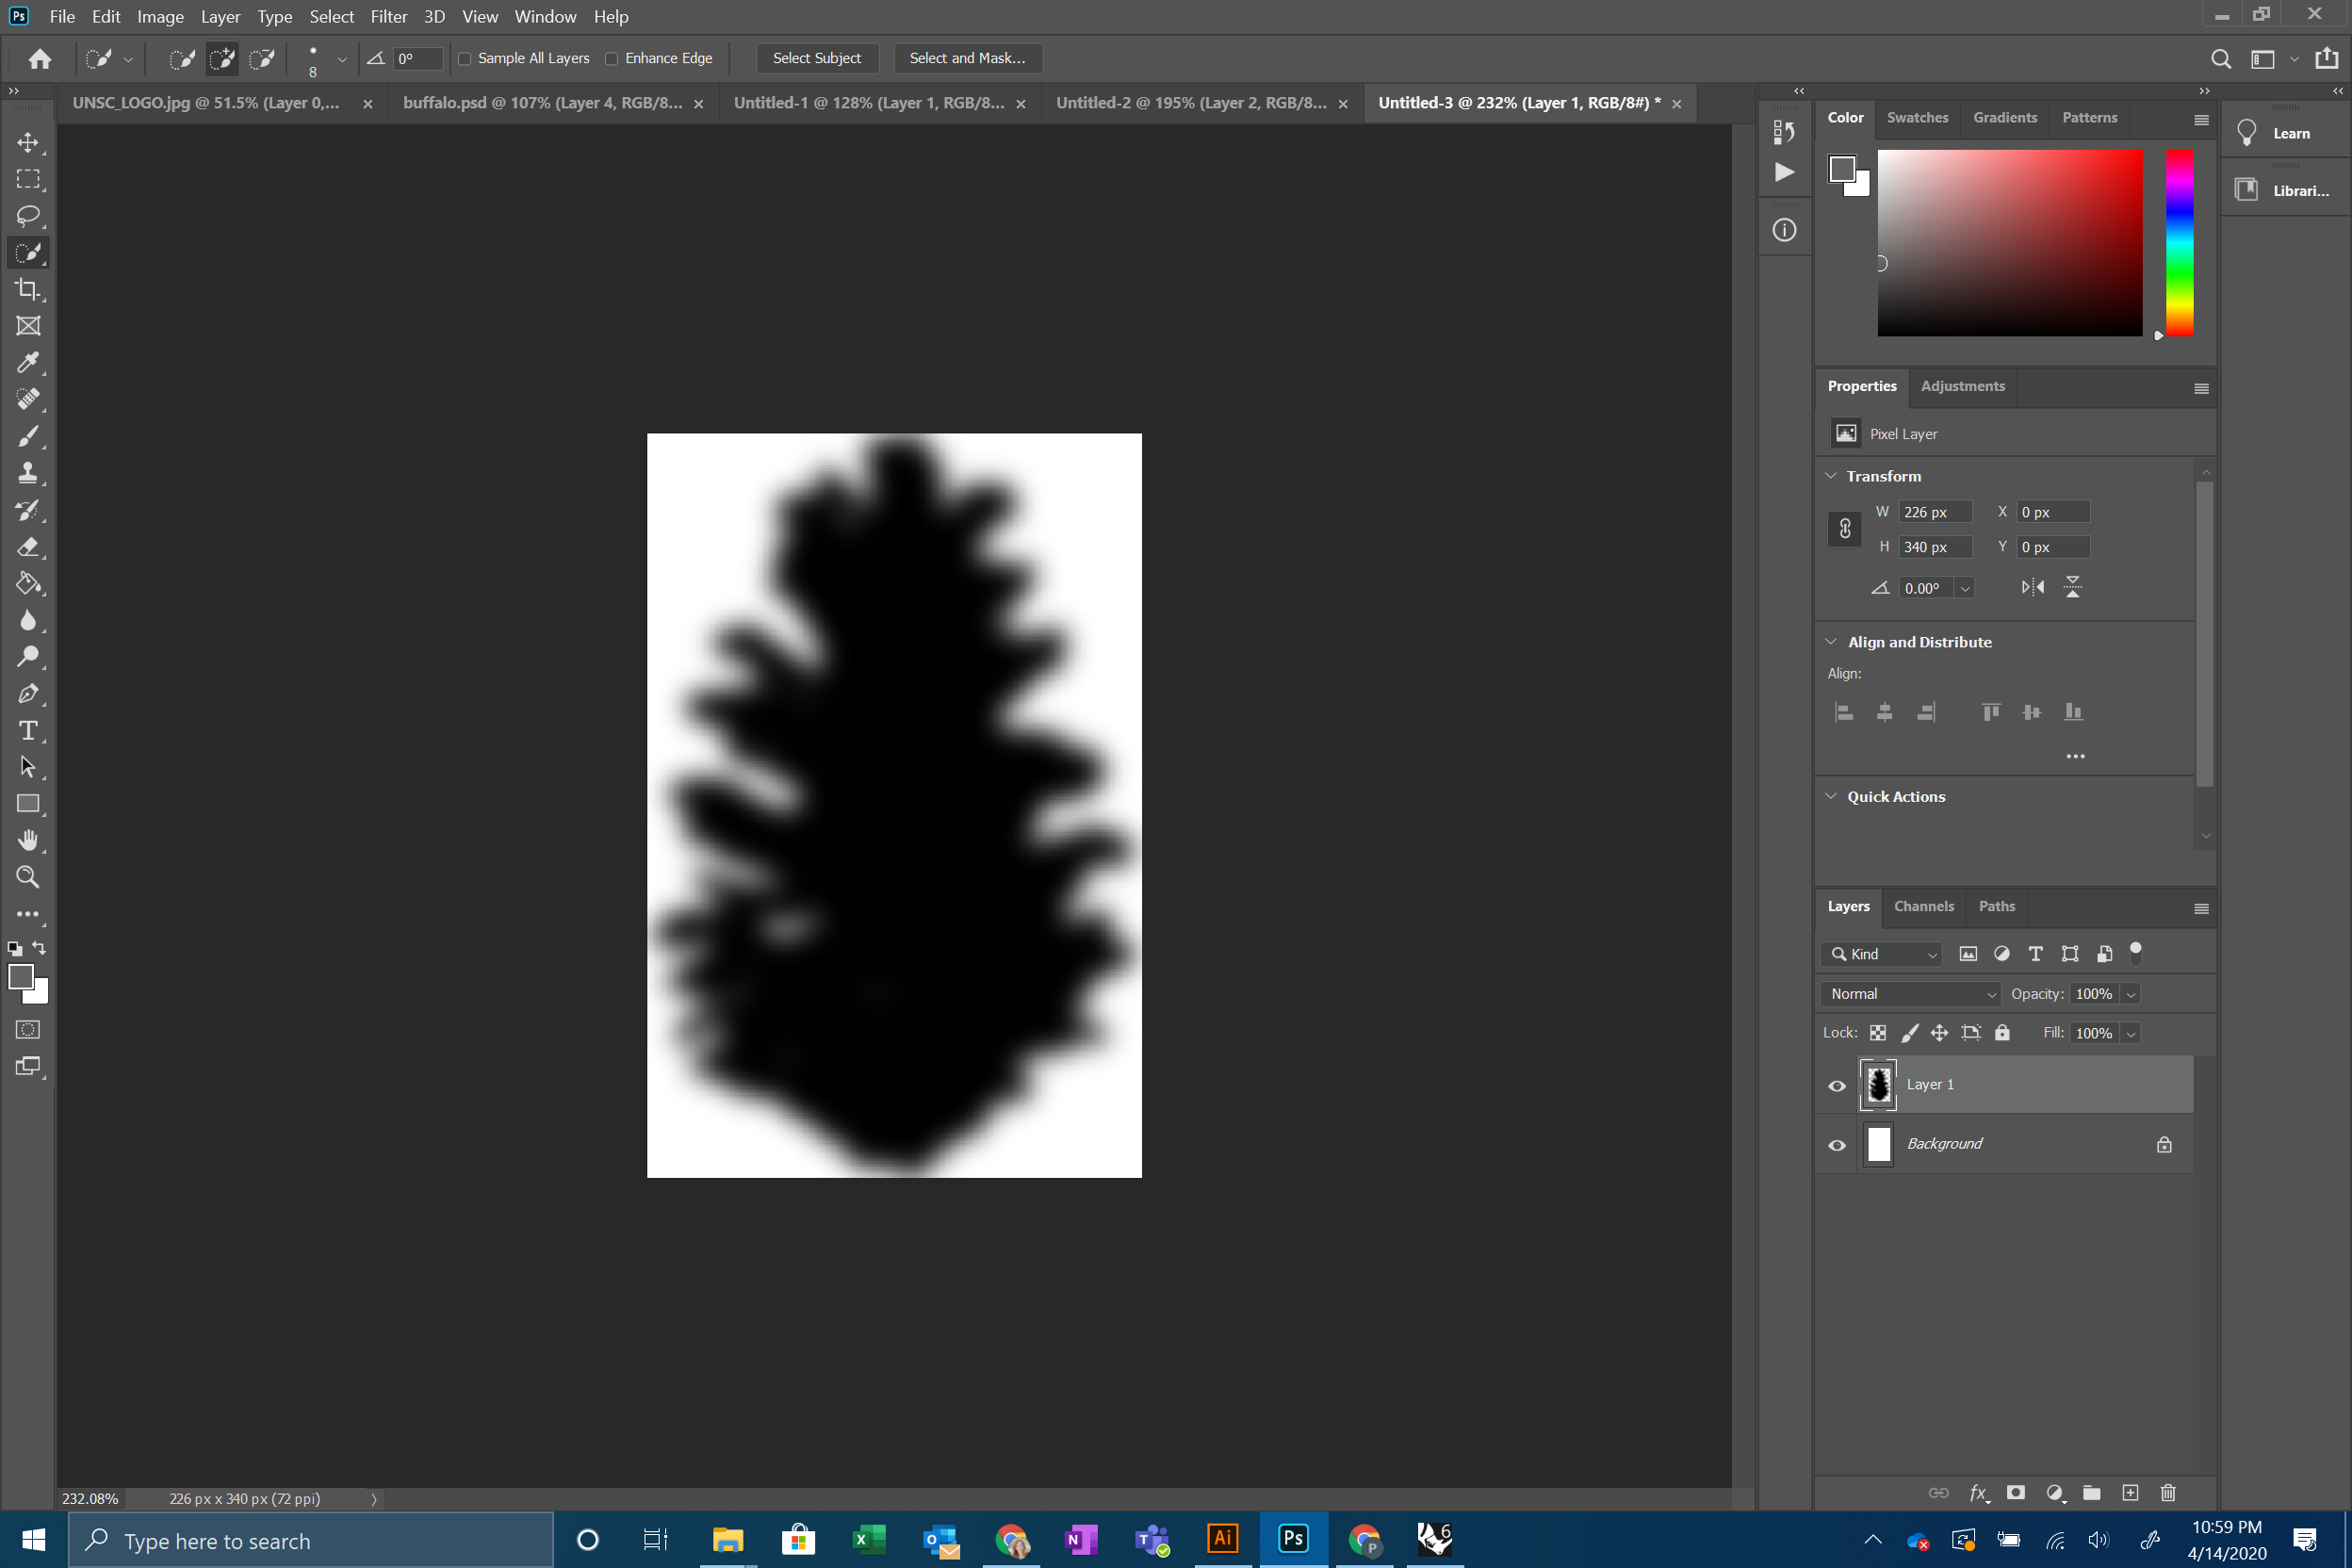 Ps File Edit Image Layer Type Select Filter 3D View Window Help
8 0° Sample All Layers Enhance Edge Select Subject Select and Mask...
UNSC_LOGO.jpg @ 51.5% (Layer 0,... × buffalo.psd @ 107% (Layer 4, RGB/8... × Untitled-1 @ 128% (Layer 1, RGB/8... × Untitled-2 @ 195% (Layer 2, RGB/8... × Untitled-3 @ 232% (Layer 1, RGB/8#) * ×
Color Swatches Gradients Patterns
Learn
Librari...
Properties Adjustments
Pixel Layer
Transform
W 226 px X 0 px
H 340 px Y 0 px
0.00°
Align and Distribute
Align:
Quick Actions
Layers Channels Paths
Kind
Normal Opacity: 100%
Lock: Fill: 100%
Layer 1
Background
fx
232.08% 226 px x 340 px (72 ppi)
Type here to search
Ai Ps P 6
10:59 PM
4/14/2020